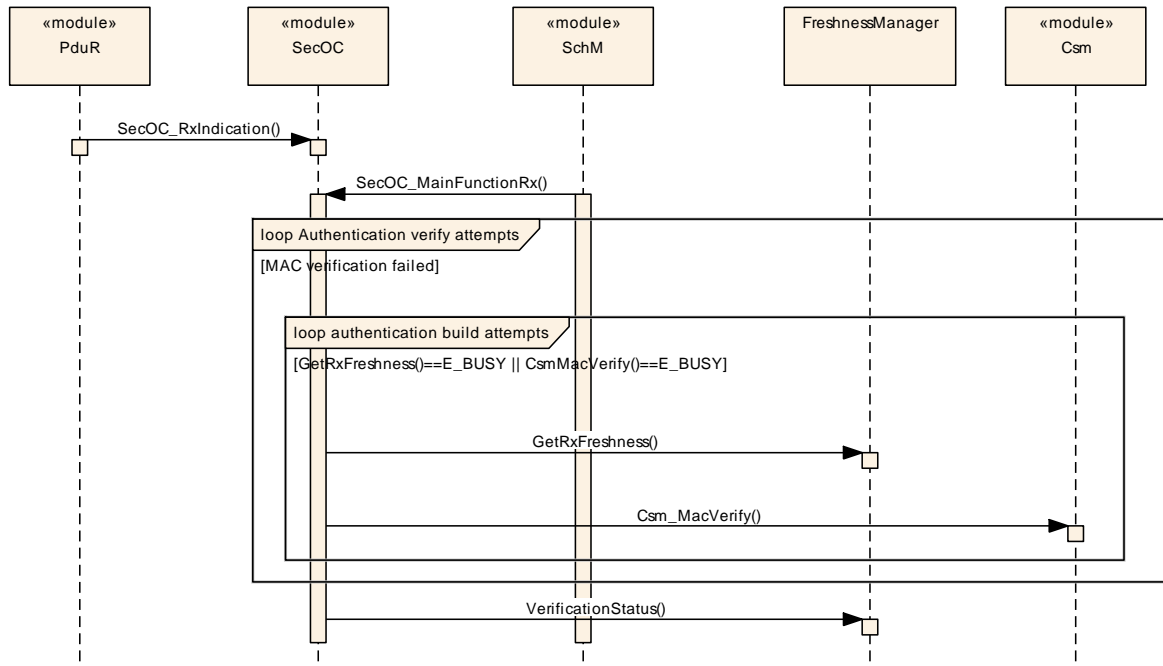 «module»
PduR
«module»
SecOC
«module»
SchM
FreshnessManager
«module»
Csm
SecOC_RxIndication()
SecOC_MainFunctionRx()
loop Authentication verify attempts
[MAC verification failed]
loop authentication build attempts
[GetRxFreshness()==E_BUSY || CsmMacVerify()==E_BUSY]
GetRxFreshness()
Csm_MacVerify()
VerificationStatus()